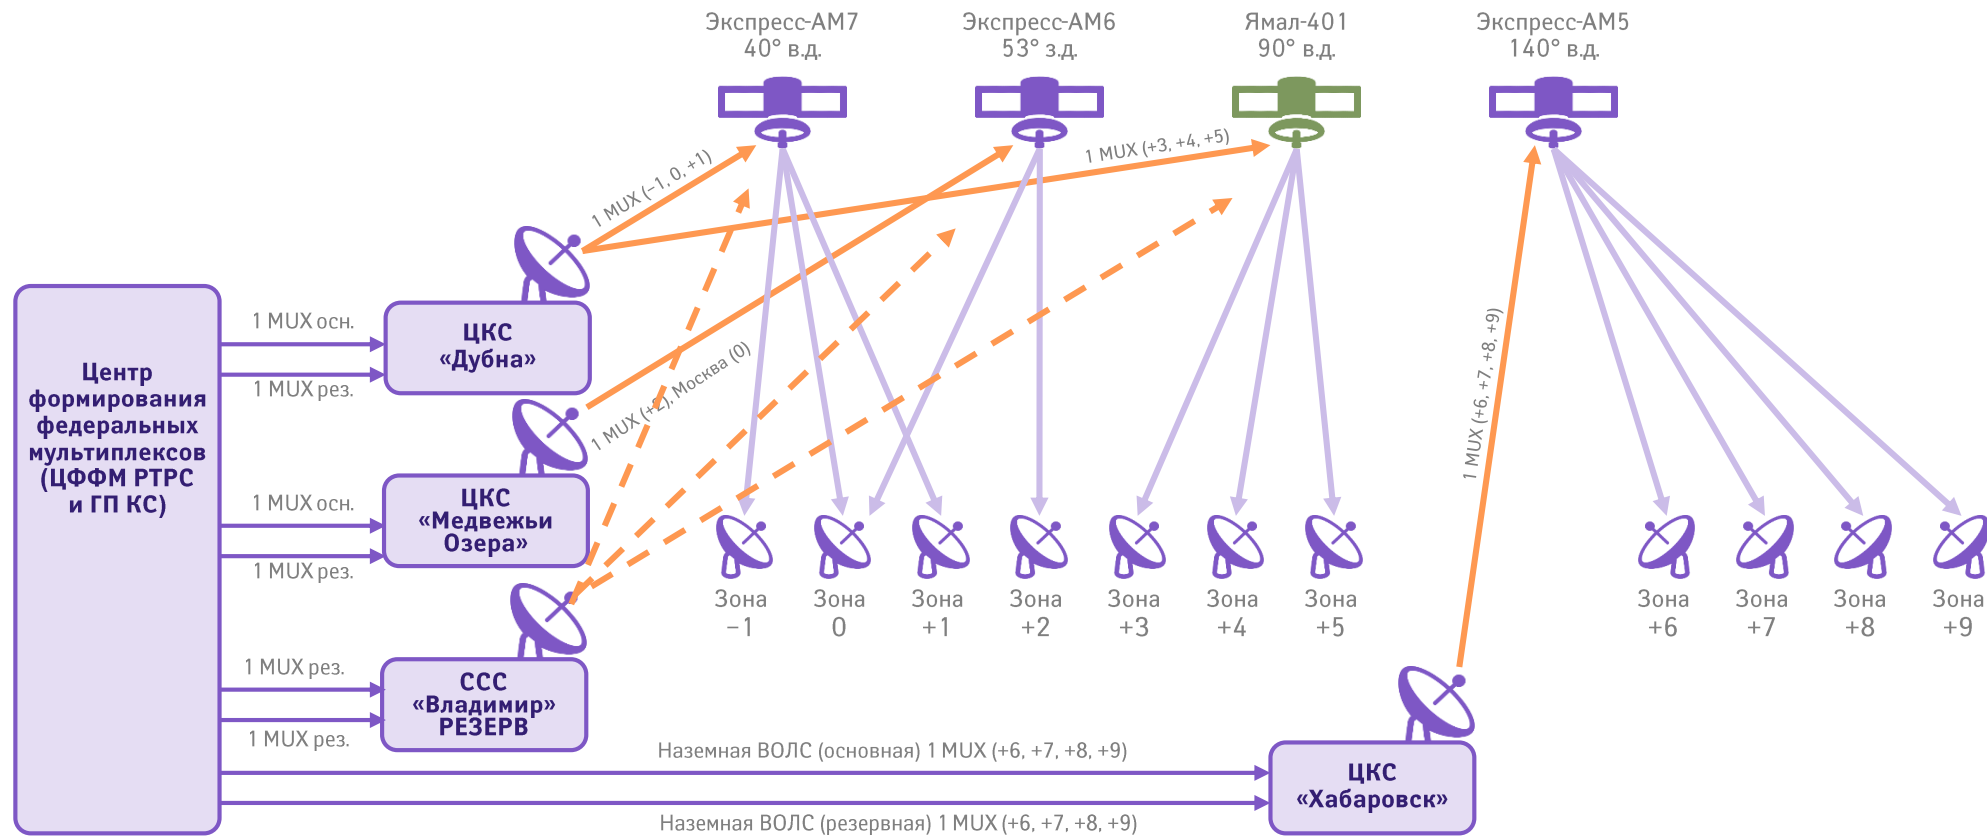 Экспресс-АМ7
40° в.д.
Экспресс-АМ6
53° з.д.
Ямал-401
90° в.д.
Экспресс-АМ5
140° в.д.
1 MUX (−1, 0, +1)
1 MUX (+3, +4, +5)
1 MUX (+2), Москва (0)
1 MUX (+6, +7, +8, +9)
Центр
формирования
федеральных
мультиплексов
(ЦФФМ РТРС
и ГП КС)
1 MUX осн.
1 MUX рез.
ЦКС
«Дубна»
1 MUX осн.
1 MUX рез.
ЦКС
«Медвежьи
Озера»
1 MUX рез.
1 MUX рез.
ССС
«Владимир»
РЕЗЕРВ
Зона
−1
Зона
0
Зона
+1
Зона
+2
Зона
+3
Зона
+4
Зона
+5
Зона
+6
Зона
+7
Зона
+8
Зона
+9
Наземная ВОЛС (основная) 1 MUX (+6, +7, +8, +9)
Наземная ВОЛС (резервная) 1 MUX (+6, +7, +8, +9)
ЦКС
«Хабаровск»